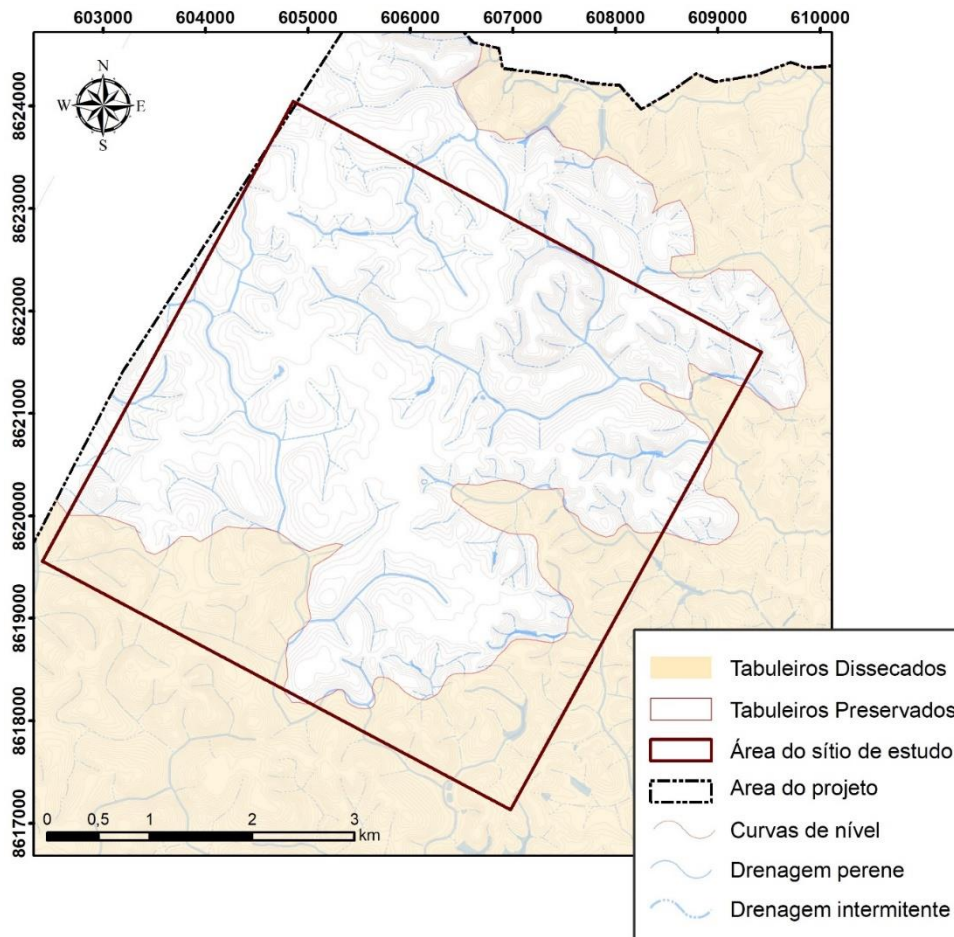 603000 604000 605000 606000 607000 608000 609000 610000
8624000
8623000
8622000
8621000
8620000
8619000
8618000
8617000
N
W E
S
0 0,5 1 2 3
km
Tabuleiros Dissecados
Tabuleiros Preservados
Área do sítio de estudo
Area do projeto
Curvas de nível
Drenagem perene
Drenagem intermitente